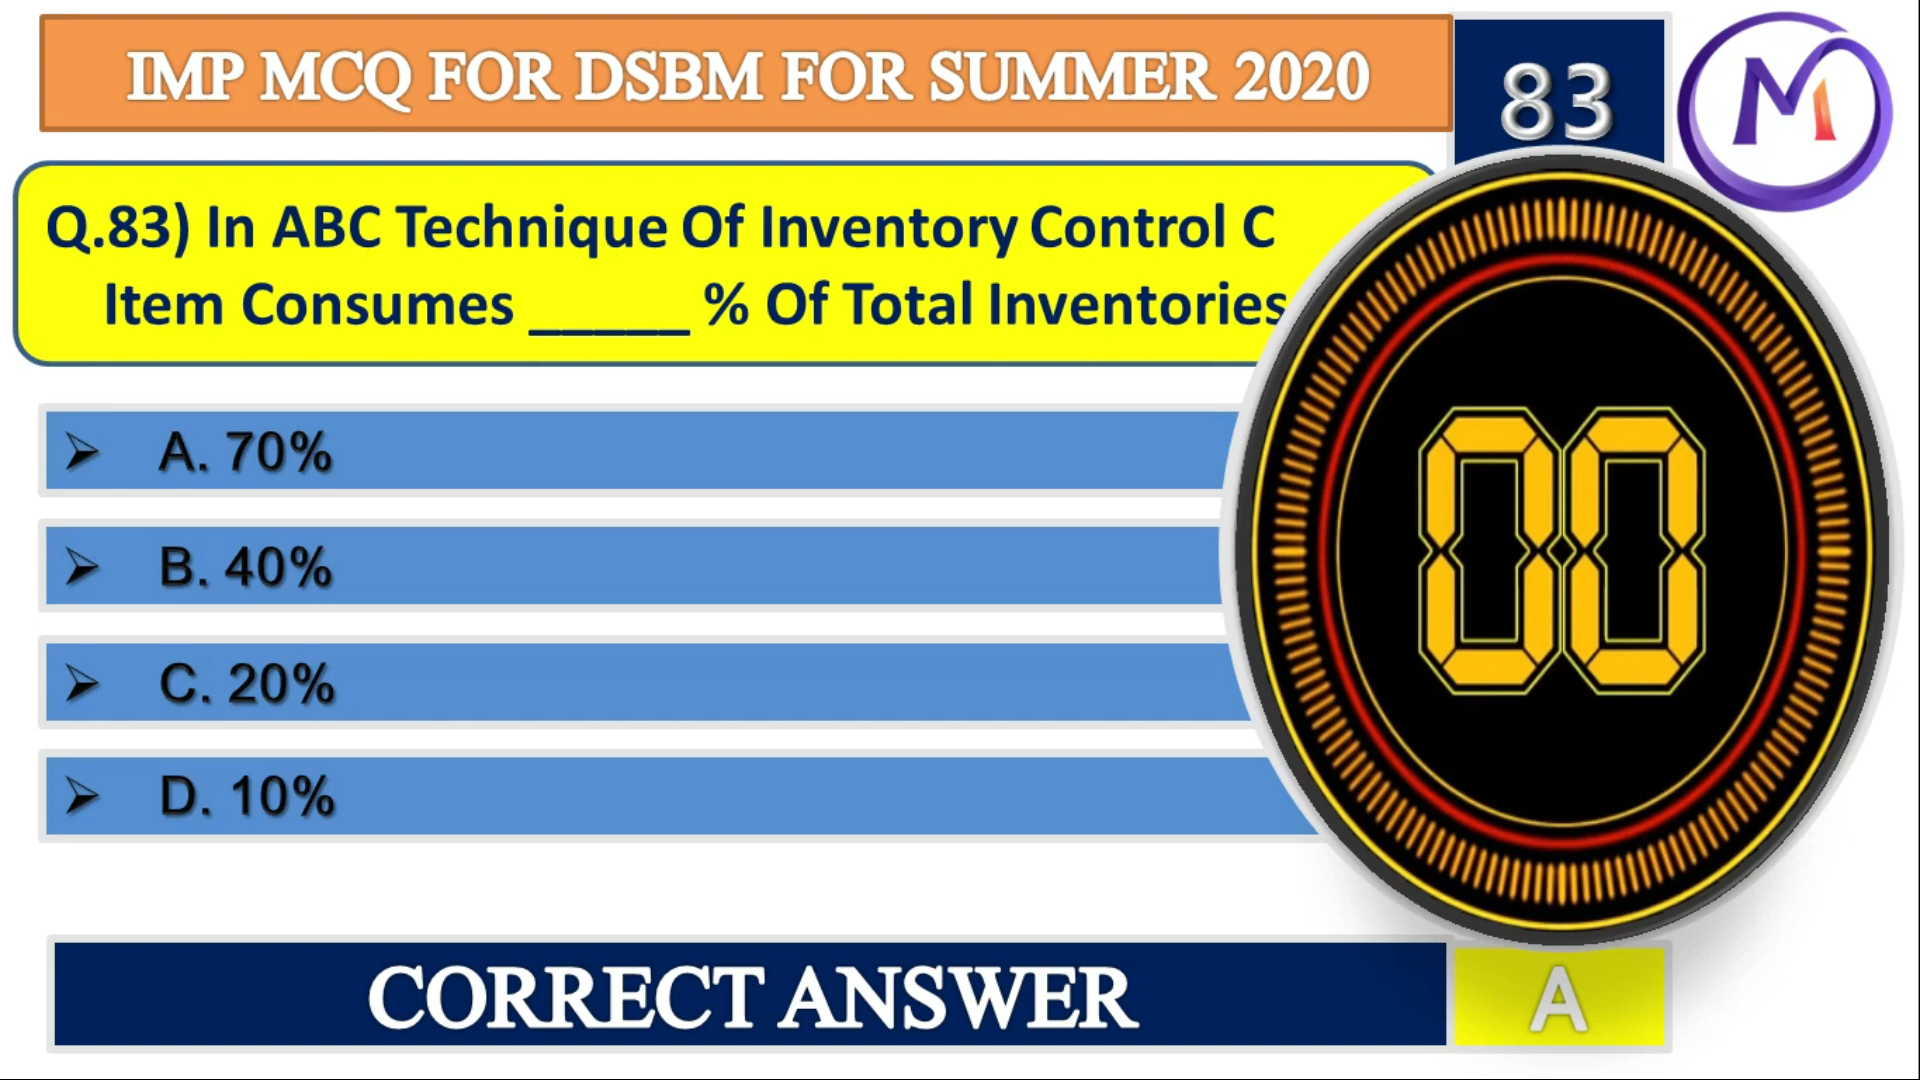 IMP MCQ FOR DSBM FOR SUMMER 2020
83
M
Q.83) In ABC Technique Of Inventory Control C
Item Consumes _____ % Of Total Inventories
➢ A. 70%
➢ B. 40%
➢ C. 20%
➢ D. 10%
00
CORRECT ANSWER
A